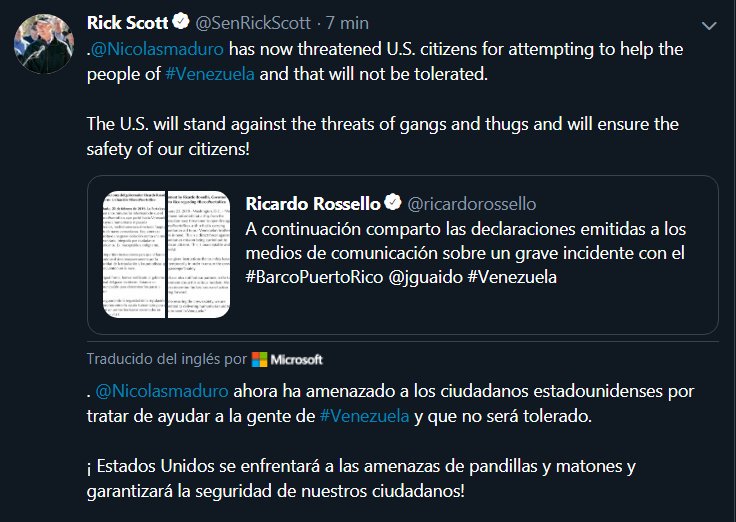 Rick Scott @SenRickScott · 7 min
.@Nicolasmaduro has now threatened U.S. citizens for attempting to help the
people of #Venezuela and that will not be tolerated.
The U.S. will stand against the threats of gangs and thugs and will ensure the
safety of our citizens!
Ricardo Rossello @ricardorossello
A continuación comparto las declaraciones emitidas a los
medios de comunicación sobre un grave incidente con el
#BarcoPuertoRico @jguaido #Venezuela
Traducido del inglés por Microsoft
. @Nicolasmaduro ahora ha amenazado a los ciudadanos estadounidenses por
tratar de ayudar a la gente de #Venezuela y que no será tolerado.
¡ Estados Unidos se enfrentará a las amenazas de pandillas y matones y
garantizará la seguridad de nuestros ciudadanos!